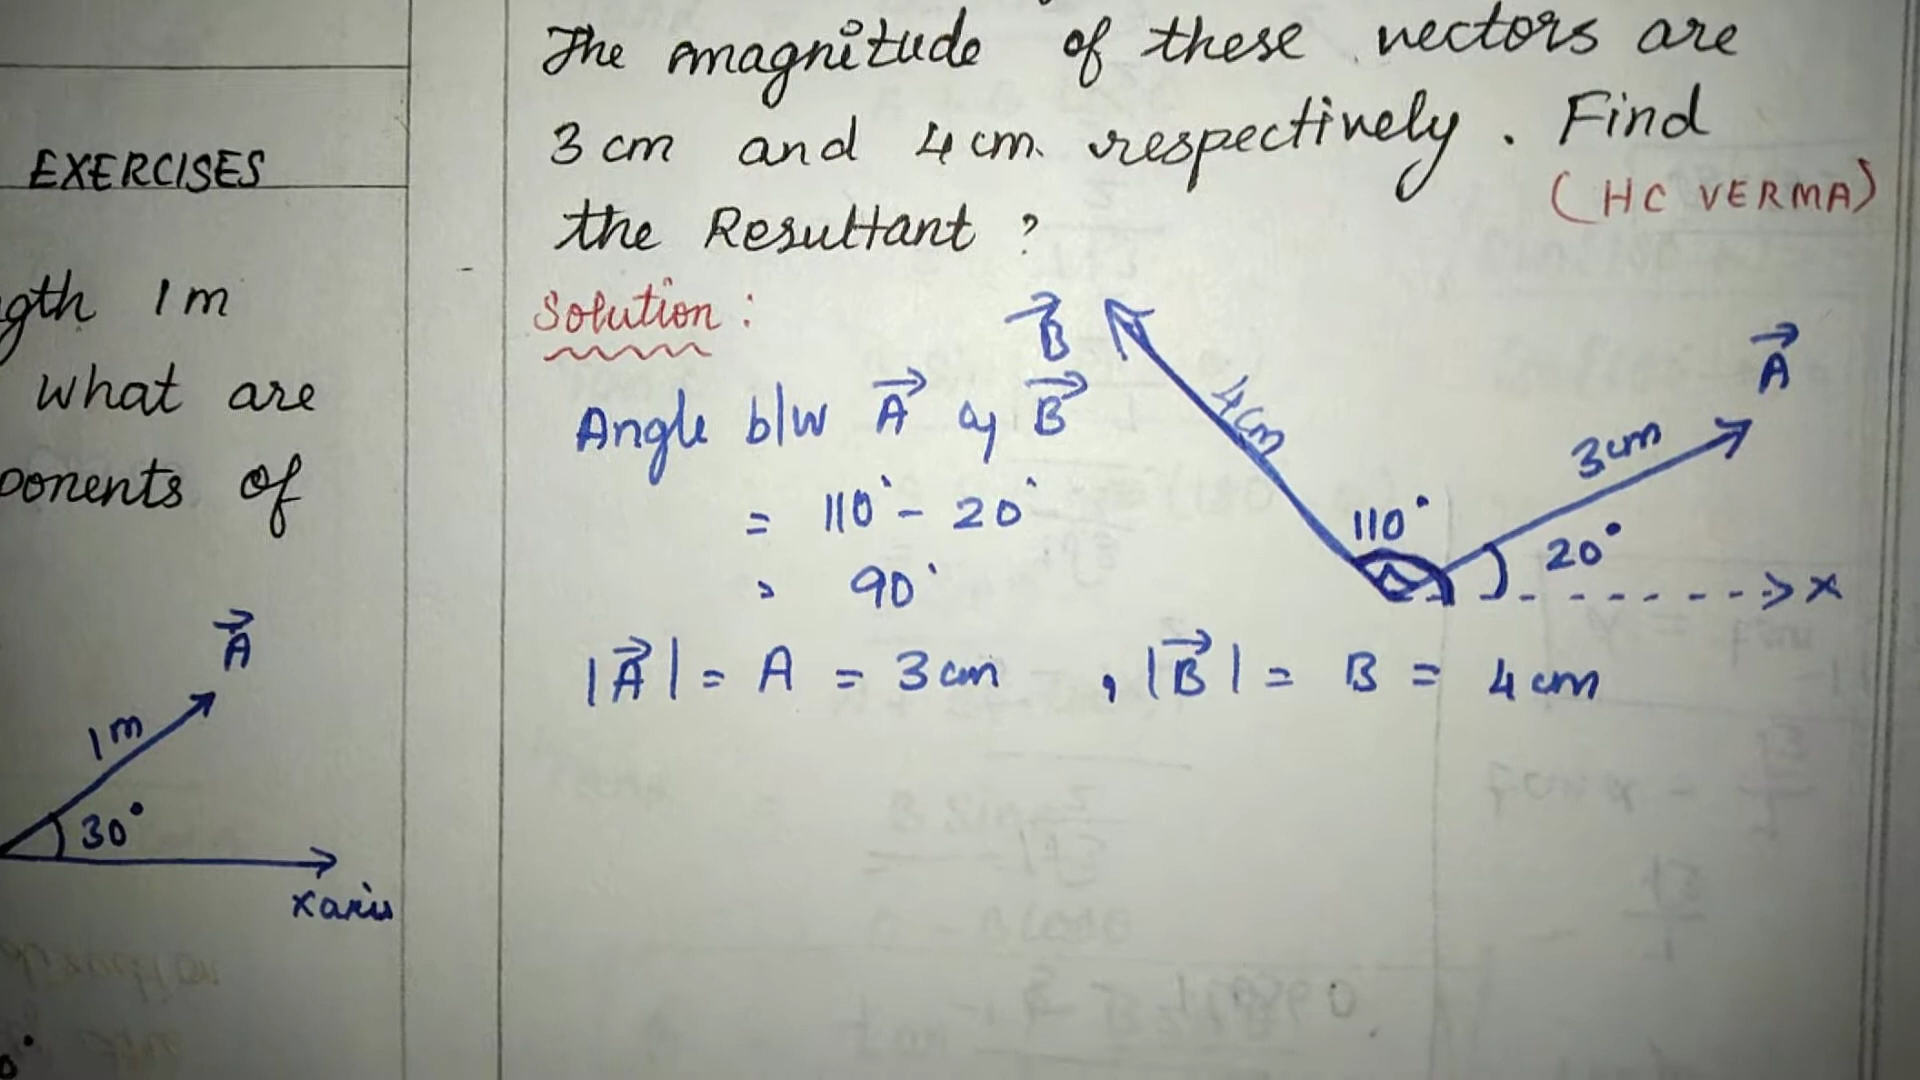 EXERCISES
gth 1m
what are
ponents of
A
1m
30°
x axis
The magnitude of these vectors are
3 cm and 4 cm respectively. Find
(HC VERMA)
the Resultant ?
Solution :
B
4cm
A
3cm
110°
20°
x
Angle b/w A & B
= 110° - 20°
= 90°
|A| = A = 3 cm , |B| = B = 4 cm